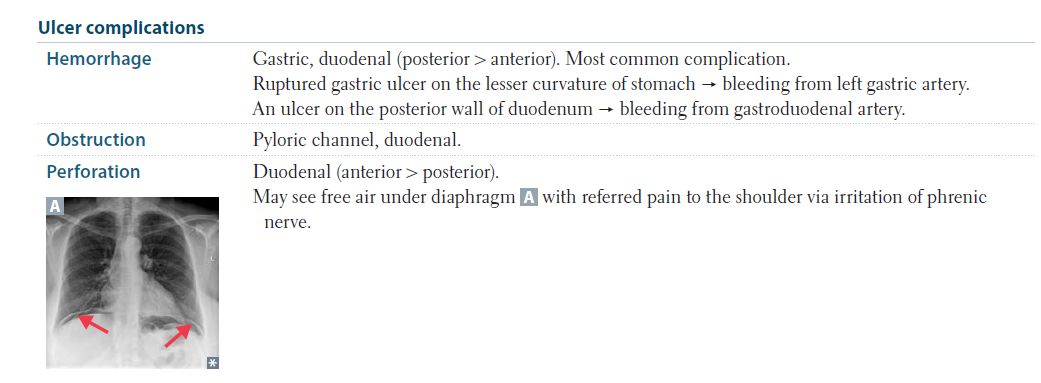 Ulcer complications
Hemorrhage
Gastric, duodenal (posterior > anterior). Most common complication.
Ruptured gastric ulcer on the lesser curvature of stomach → bleeding from left gastric artery.
An ulcer on the posterior wall of duodenum → bleeding from gastroduodenal artery.
Obstruction
Pyloric channel, duodenal.
Perforation
Duodenal (anterior > posterior).
May see free air under diaphragm A with referred pain to the shoulder via irritation of phrenic
nerve.
A
L
*